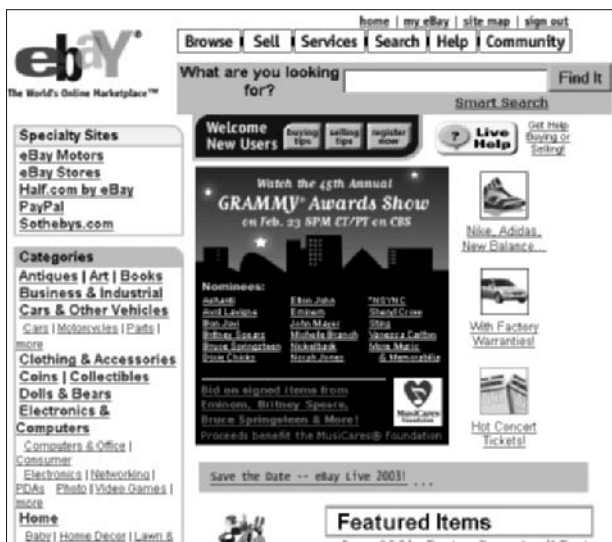 home | my eBay | site map | sign out
ebaY®
The World's Online Marketplace™
Browse Sell Services Search Help Community
What are you looking for?
Find It
Smart Search
Specialty Sites
eBay Motors
eBay Stores
Half.com by eBay
PayPal
Sothebys.com
Categories
Antiques | Art | Books
Business & Industrial
Cars & Other Vehicles
Cars | Motorcycles | Parts |
more
Clothing & Accessories
Coins | Collectibles
Dolls & Bears
Electronics &
Computers
Computers & Office |
Consumer
Electronics | Networking |
PDAs Photo | Video Games |
more
Home
Baby | Home Decor | Lawn &
Welcome
New Users
buying tips
selling tips
register now
? Live Help
Get Help
Buying or
Selling!
Watch the 45th Annual
GRAMMY® Awards Show
on Feb. 23 8PM ET/PT on CBS
Nominees:
Ashanti
Avril Lavigne
Bon Jovi
Britney Spears
Bruce Springsteen
Dixie Chicks
Elton John
Eminem
John Mayer
Michelle Branch
Nickelback
Norah Jones
*NSYNC
Sheryl Crow
Sting
Vanessa Carlton
More Music
& Memorabilia
Bid on signed items from
Eminem, Britney Spears,
Bruce Springsteen & More!
Proceeds benefit the MusiCares® Foundation
MusiCares
Foundation
Nike, Adidas,
New Balance...
With Factory
Warranties!
Hot Concert
Tickets!
Save the Date -- eBay Live 2003! ...
Featured Items